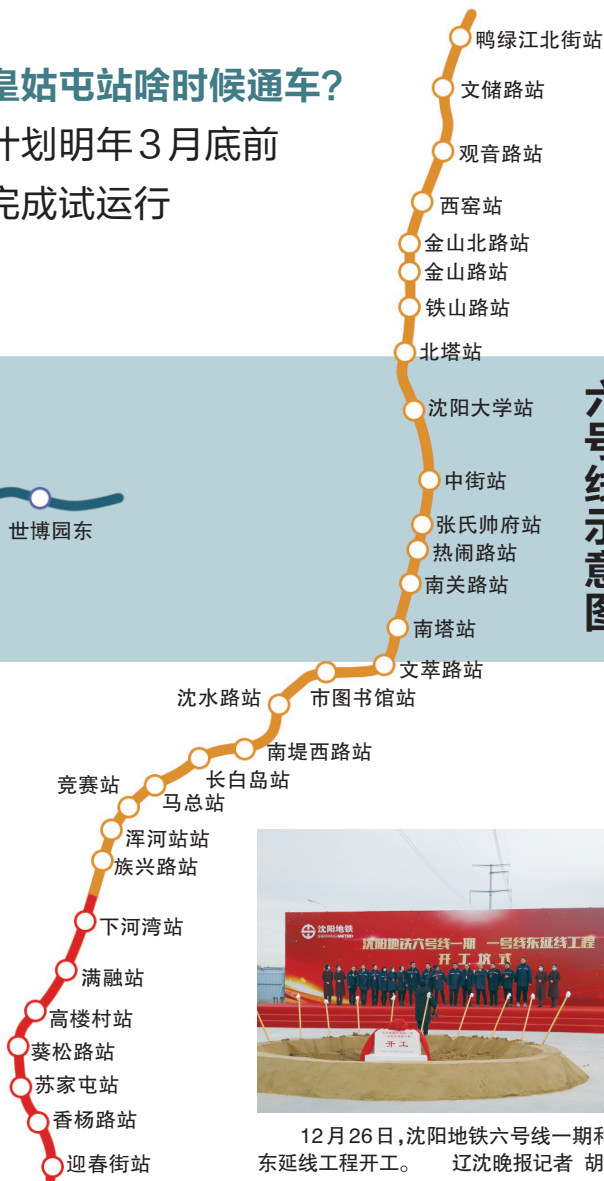 皇姑屯站啥时候通车?
计划明年3月底前
完成试运行
鸭绿江北街站
文储路站
观音路站
西窑站
金山北路站
金山路站
铁山路站
北塔站
沈阳大学站
中街站
张氏帅府站
热闹路站
南关路站
南塔站
文萃路站
市图书馆站
沈水路站
南堤西路站
长白岛站
马总站
竞赛站
浑河站站
族兴路站
下河湾站
满融站
高楼村站
葵松路站
苏家屯站
香杨路站
迎春街站
世博园东
六号线示意图
沈阳地铁
沈阳地铁六号线一期 一号线东延线工程
开工仪式
开工
12月26日,沈阳地铁六号线一期和
东延线工程开工。 辽沈晚报记者 胡